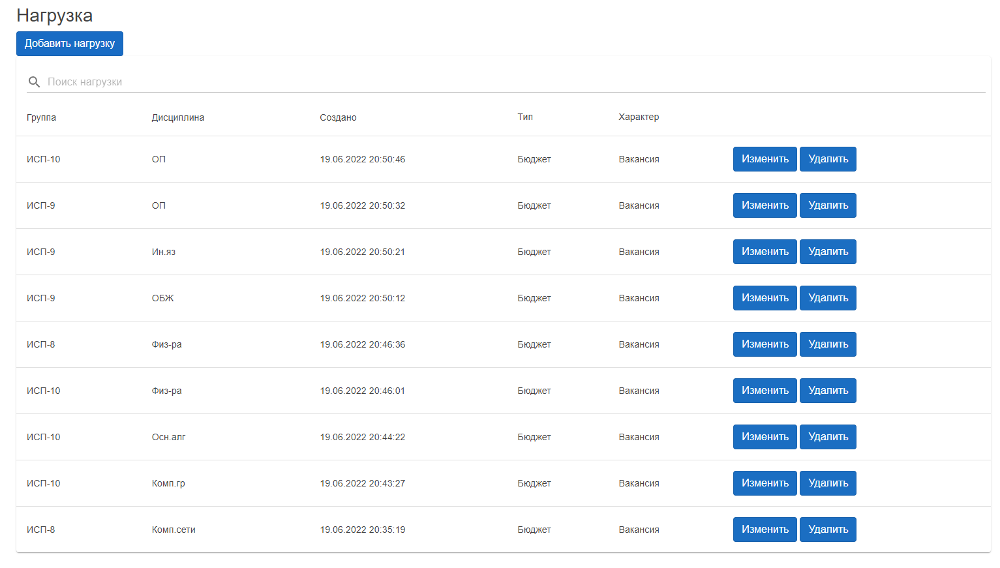 Нагрузка
Добавить нагрузку
Поиск нагрузки
Группа Дисциплина Создано Тип Характер
ИСП-10 ОП 19.06.2022 20:50:46 Бюджет Вакансия Изменить Удалить
ИСП-9 ОП 19.06.2022 20:50:32 Бюджет Вакансия Изменить Удалить
ИСП-9 Ин.яз 19.06.2022 20:50:21 Бюджет Вакансия Изменить Удалить
ИСП-9 ОБЖ 19.06.2022 20:50:12 Бюджет Вакансия Изменить Удалить
ИСП-8 Физ-ра 19.06.2022 20:46:36 Бюджет Вакансия Изменить Удалить
ИСП-10 Физ-ра 19.06.2022 20:46:01 Бюджет Вакансия Изменить Удалить
ИСП-10 Осн.алг 19.06.2022 20:44:22 Бюджет Вакансия Изменить Удалить
ИСП-10 Комп.гр 19.06.2022 20:43:27 Бюджет Вакансия Изменить Удалить
ИСП-8 Комп.сети 19.06.2022 20:35:19 Бюджет Вакансия Изменить Удалить